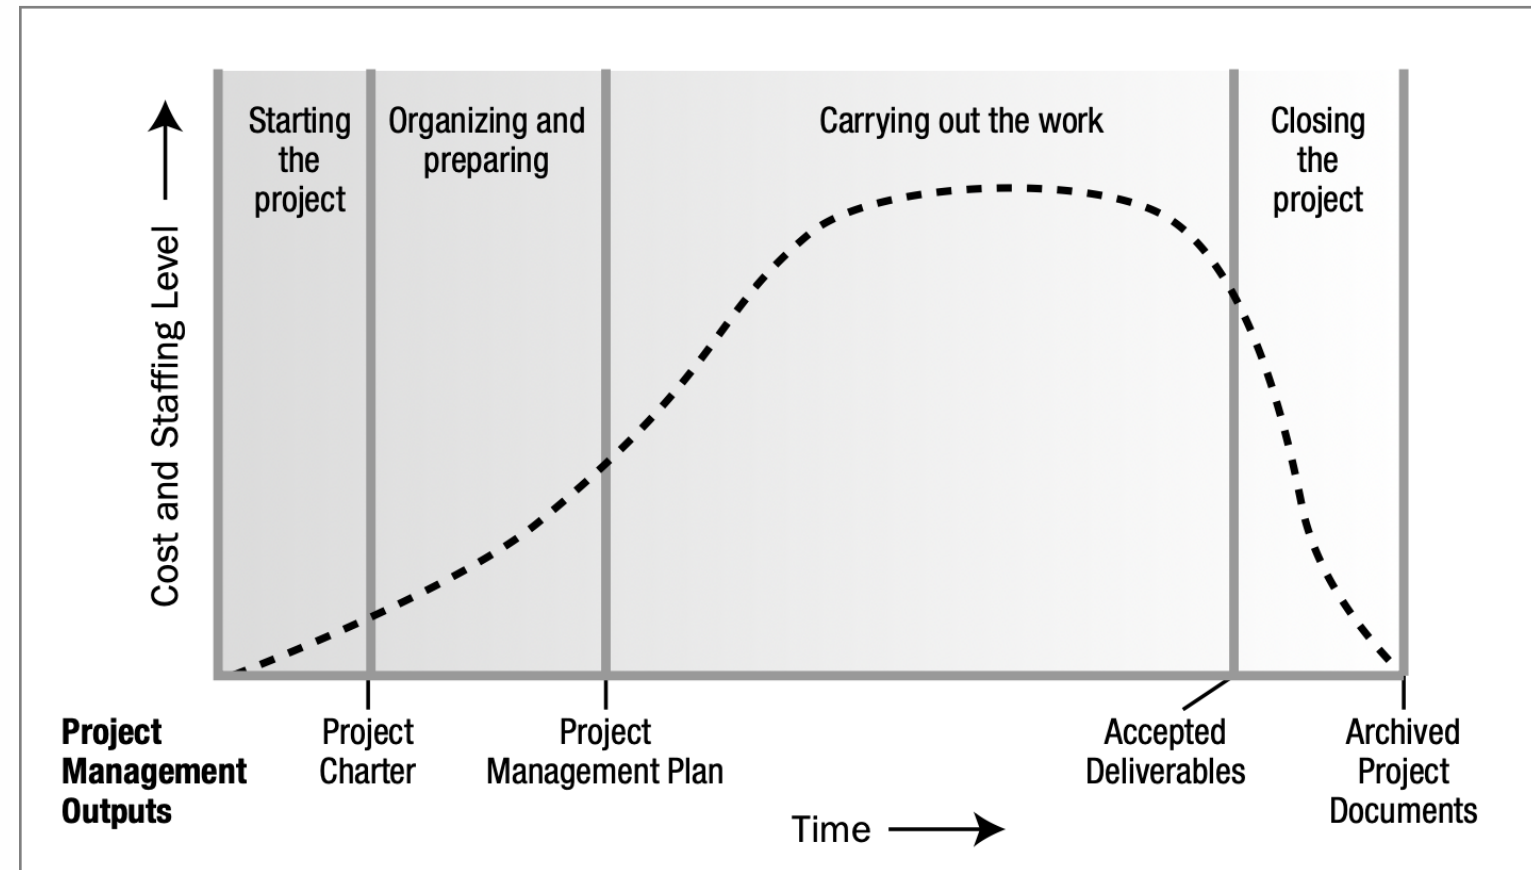 Starting
the
project
Organizing and
preparing
Carrying out the work
Closing
the
project
Cost and Staffing Level
Project
Management
Outputs
Project
Charter
Project
Management Plan
Accepted
Deliverables
Archived
Project
Documents
Time